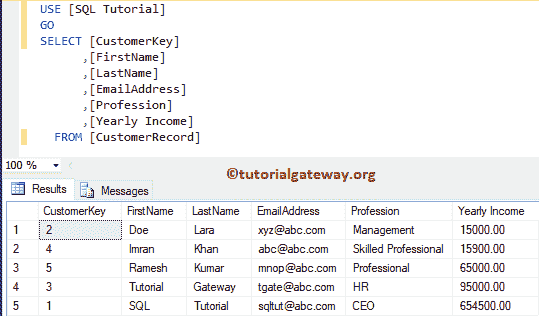 USE [SQL Tutorial]
GO
SELECT [CustomerKey]
,[FirstName]
,[LastName]
,[EmailAddress]
,[Profession]
,[Yearly Income]
FROM [CustomerRecord]
100 %
©tutorialgateway.org
Results Messages
CustomerKey FirstName LastName EmailAddress Profession Yearly Income
1 2 Doe Lara xyz@abc.com Management 15000.00
2 4 Imran Khan abc@abc.com Skilled Professional 15900.00
3 5 Ramesh Kumar mnop@abc.com Professional 65000.00
4 3 Tutorial Gateway tgate@abc.com HR 95000.00
5 1 SQL Tutorial sqltut@abc.com CEO 654500.00